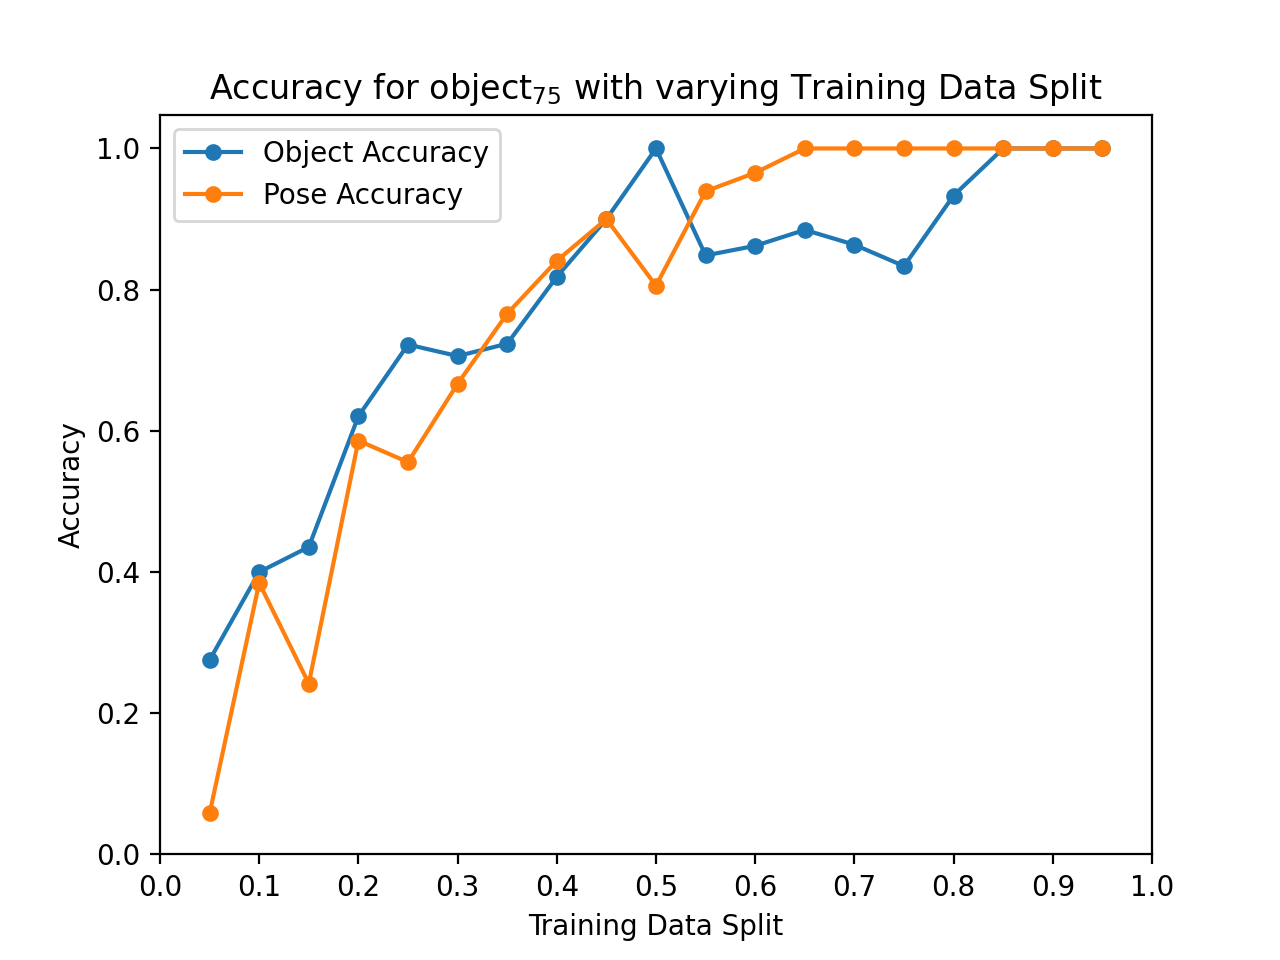 Accuracy for object₇₅ with varying Training Data Split
Object Accuracy
Pose Accuracy
1.0
0.8
0.6
0.4
0.2
0.0
Accuracy
0.0 0.1 0.2 0.3 0.4 0.5 0.6 0.7 0.8 0.9 1.0
Training Data Split